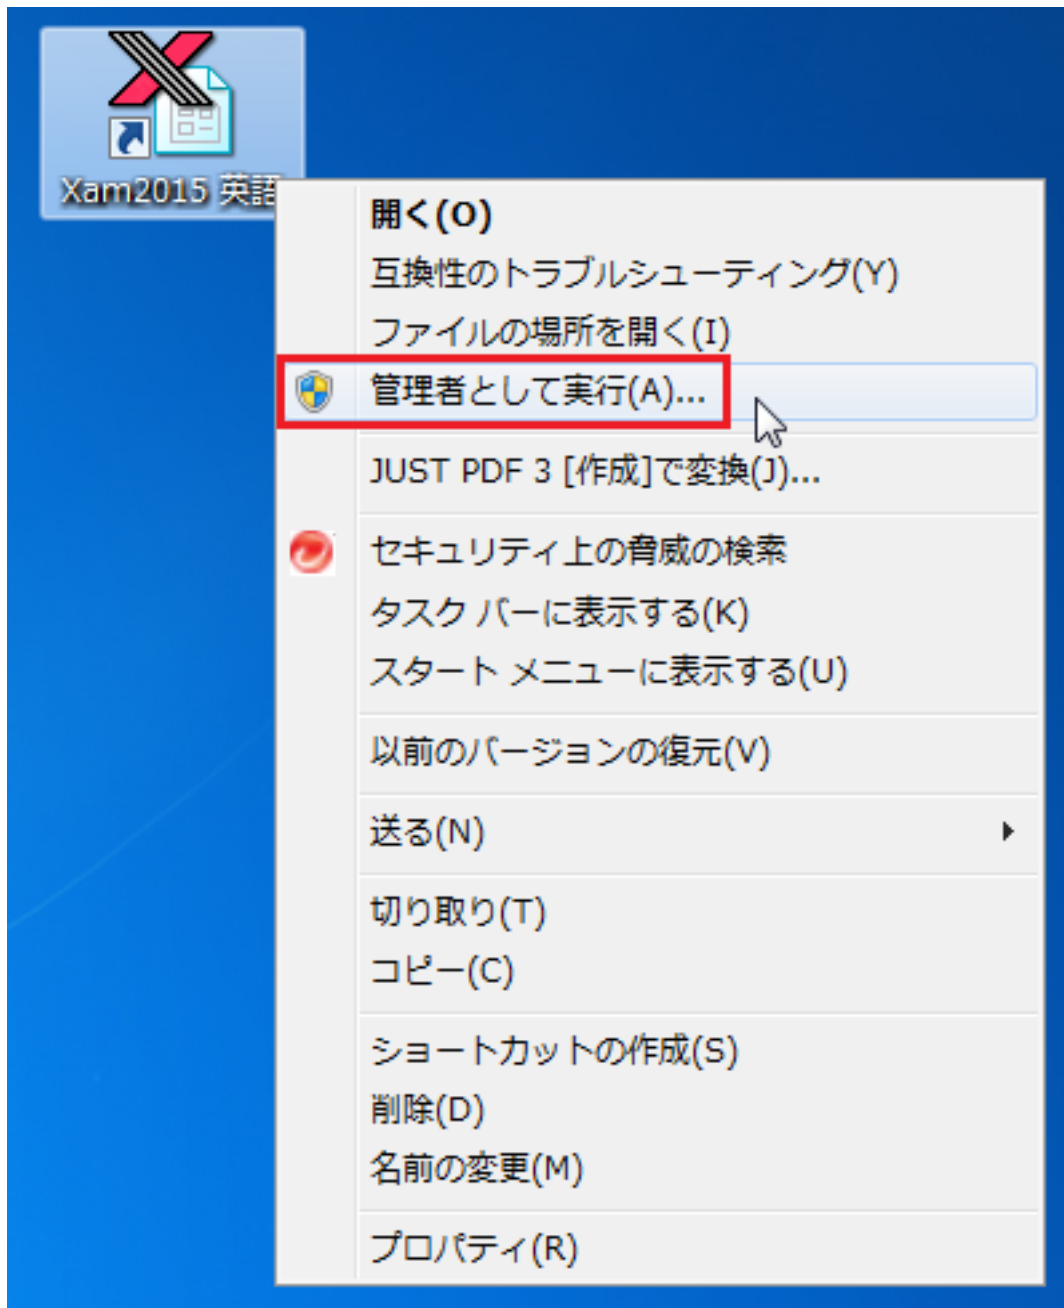 Xam2015 英語
開く(O)
互換性のトラブルシューティング(Y)
ファイルの場所を開く(I)
管理者として実行(A)...
JUST PDF 3 [作成]で変換(J)...
セキュリティ上の脅威の検索
タスク バーに表示する(K)
スタート メニューに表示する(U)
以前のバージョンの復元(V)
送る(N)
切り取り(T)
コピー(C)
ショートカットの作成(S)
削除(D)
名前の変更(M)
プロパティ(R)